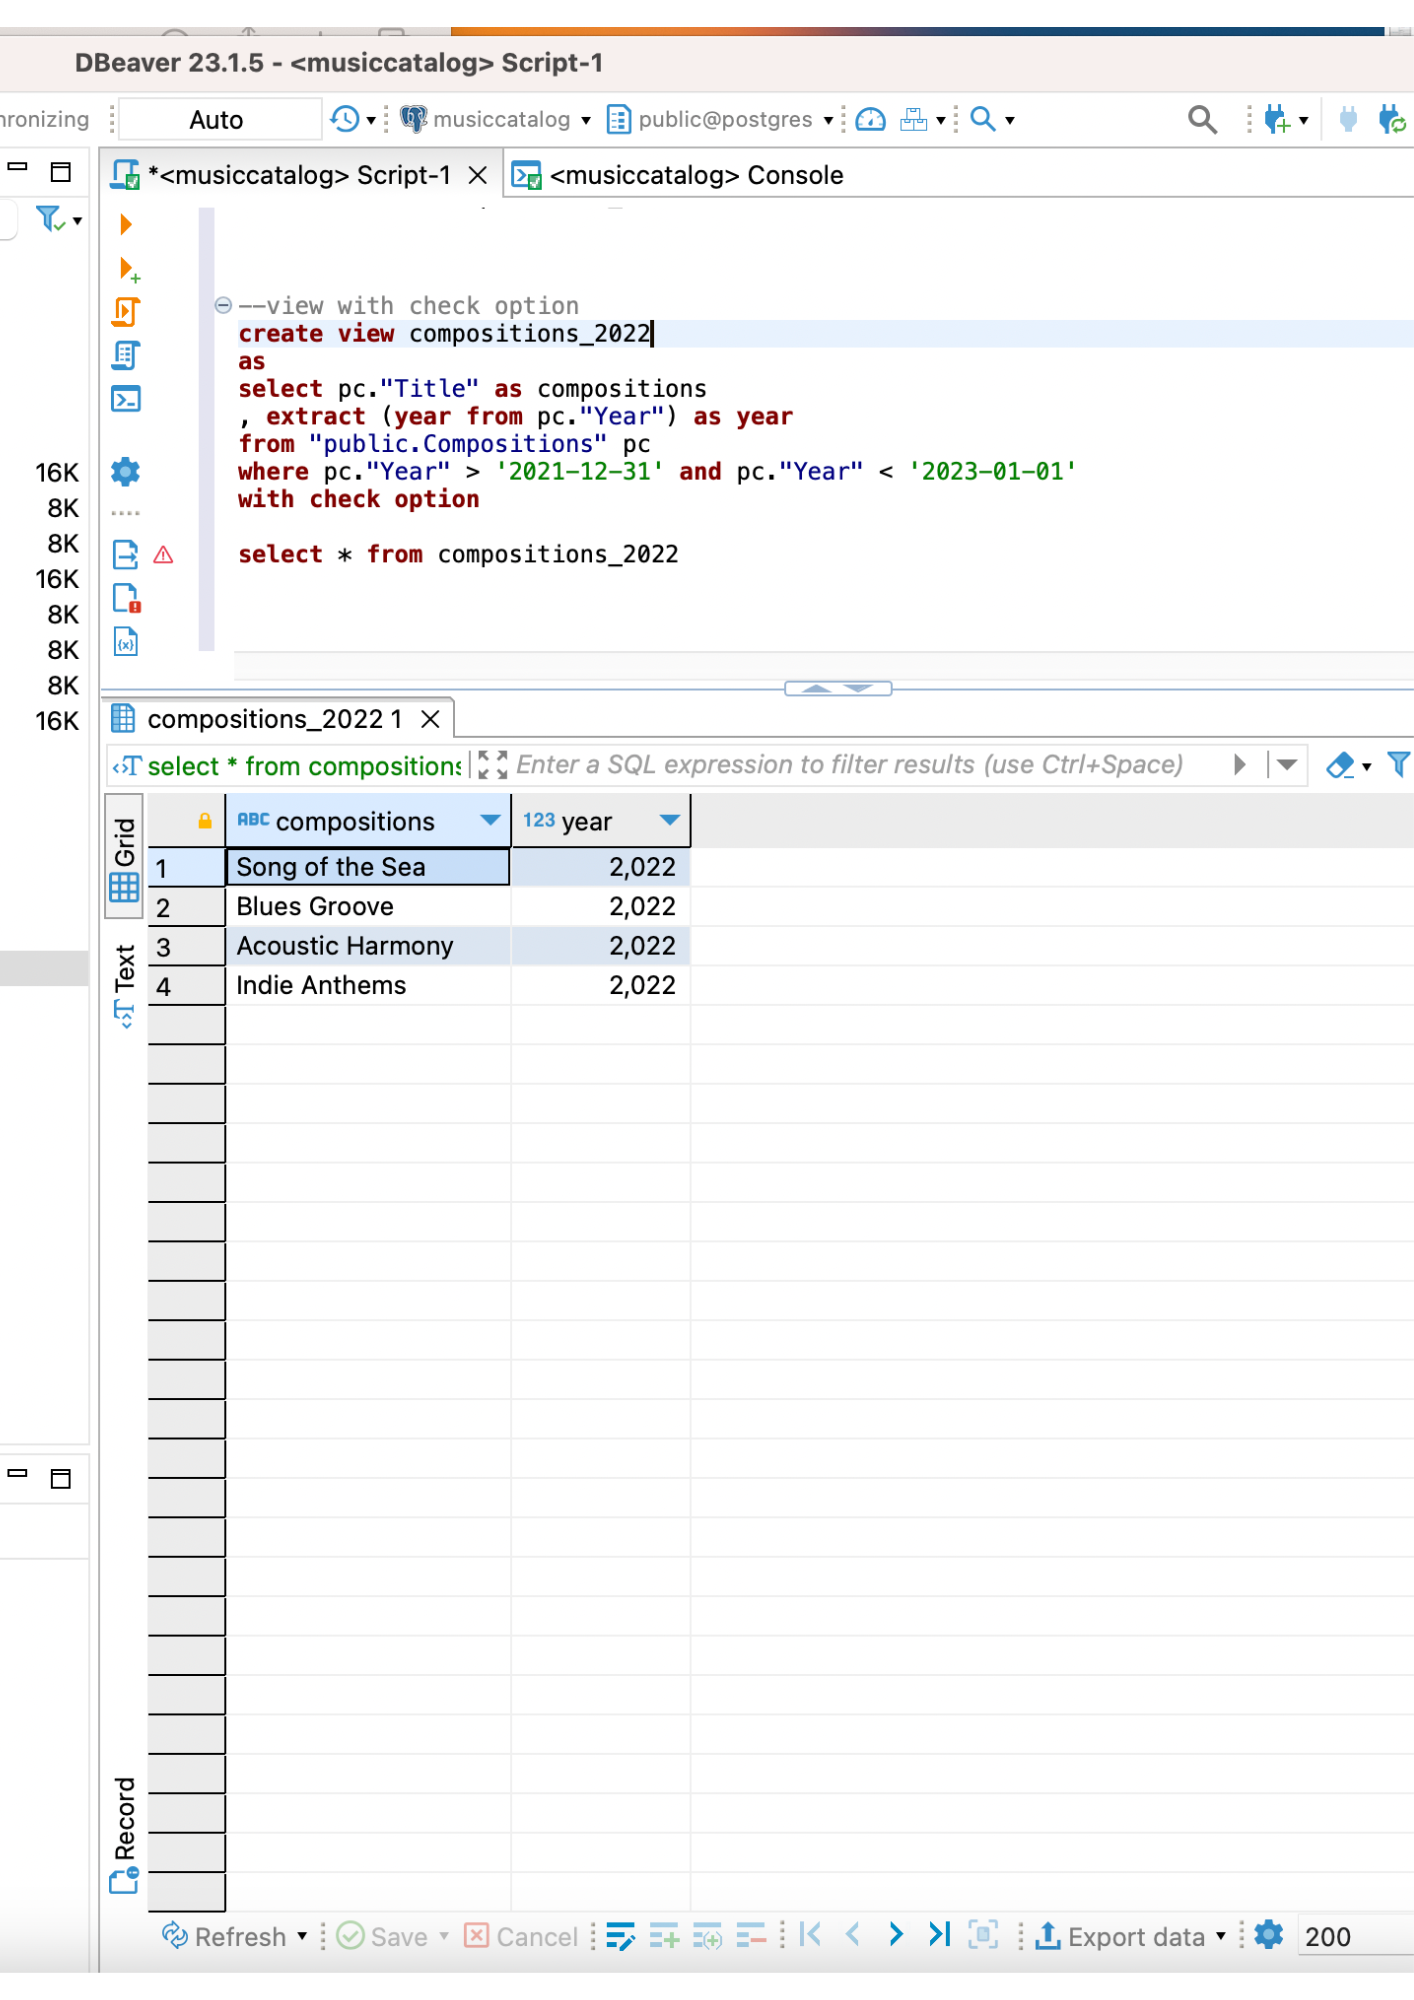 DBeaver 23.1.5 - <musiccatalog> Script-1
Auto
musiccatalog
public@postgres
*<musiccatalog> Script-1
<musiccatalog> Console
--view with check option
create view compositions_2022
as
select pc."Title" as compositions
, extract (year from pc."Year") as year
from "public.Compositions" pc
where pc."Year" > '2021-12-31' and pc."Year" < '2023-01-01'
with check option
select * from compositions_2022
16K
8K
8K
16K
8K
8K
8K
16K
compositions_2022 1
select * from compositions
Enter a SQL expression to filter results (use Ctrl+Space)
Grid
Text
Record
ABC compositions
123 year
1 Song of the Sea 2,022
2 Blues Groove 2,022
3 Acoustic Harmony 2,022
4 Indie Anthems 2,022
Refresh
Save
Cancel
Export data
200